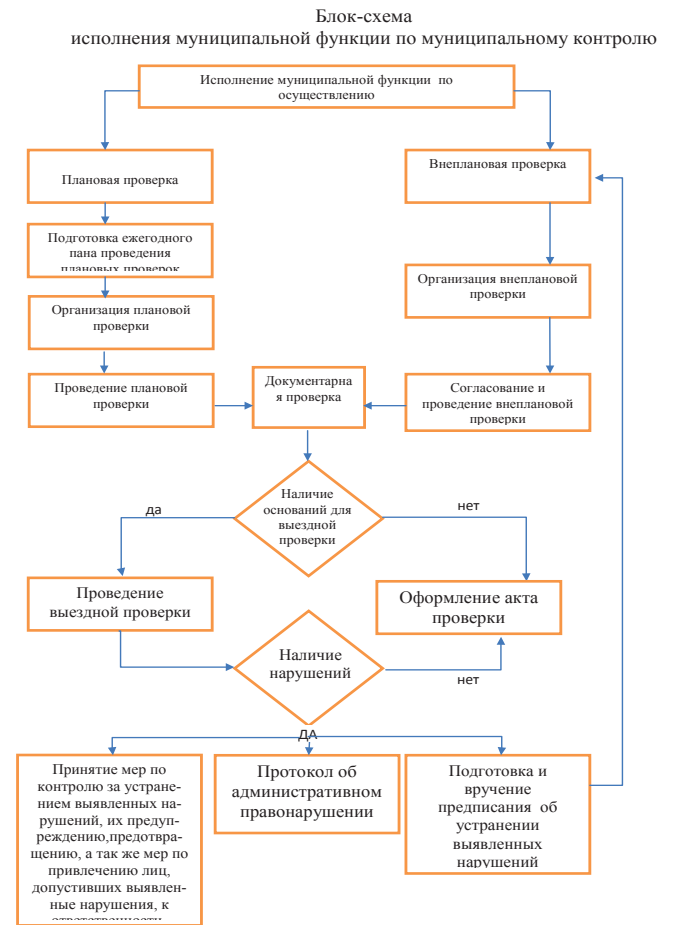 Блок-схема
исполнения муниципальной функции по муниципальному контролю
Исполнение муниципальной функции по
осуществлению
Плановая проверка
Внеплановая проверка
Подготовка ежегодного
пана проведения
плановых проверок
Организация внеплановой
проверки
Организация плановой
проверки
Проведение плановой
проверки
Документарна
я проверка
Согласование и
проведение внеплановой
проверки
Наличие
оснований для
выездной
проверки
да
нет
Проведение
выездной проверки
Оформление акта
проверки
Наличие
нарушений
нет
ДА
Принятие мер по
контролю за устране-
нием выявленных на-
рушений, их предуп-
реждению,предотвра-
щению, а так же мер по
привлечению лиц,
допустивших выявлен-
ные нарушения, к
ответственности
Протокол об
административном
правонарушении
Подготовка и
вручение
предписания об
устранении
выявленных
нарушений